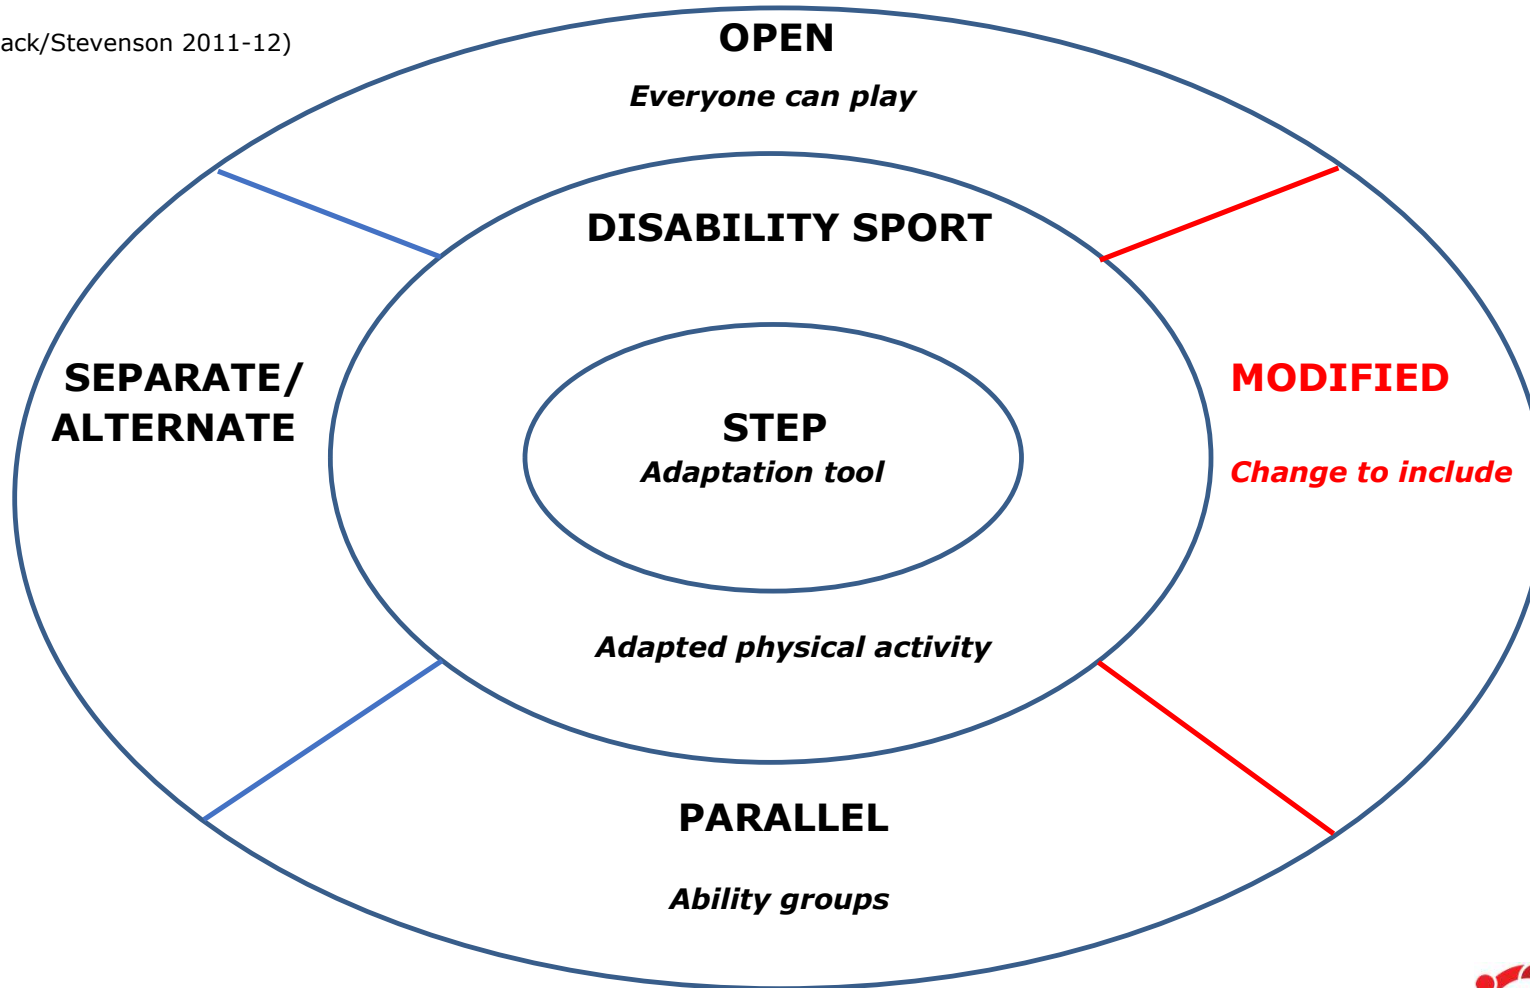 ack/Stevenson 2011-12)
OPEN
Everyone can play
DISABILITY SPORT
SEPARATE/
ALTERNATE
STEP
Adaptation tool
MODIFIED
Change to include
Adapted physical activity
PARALLEL
Ability groups